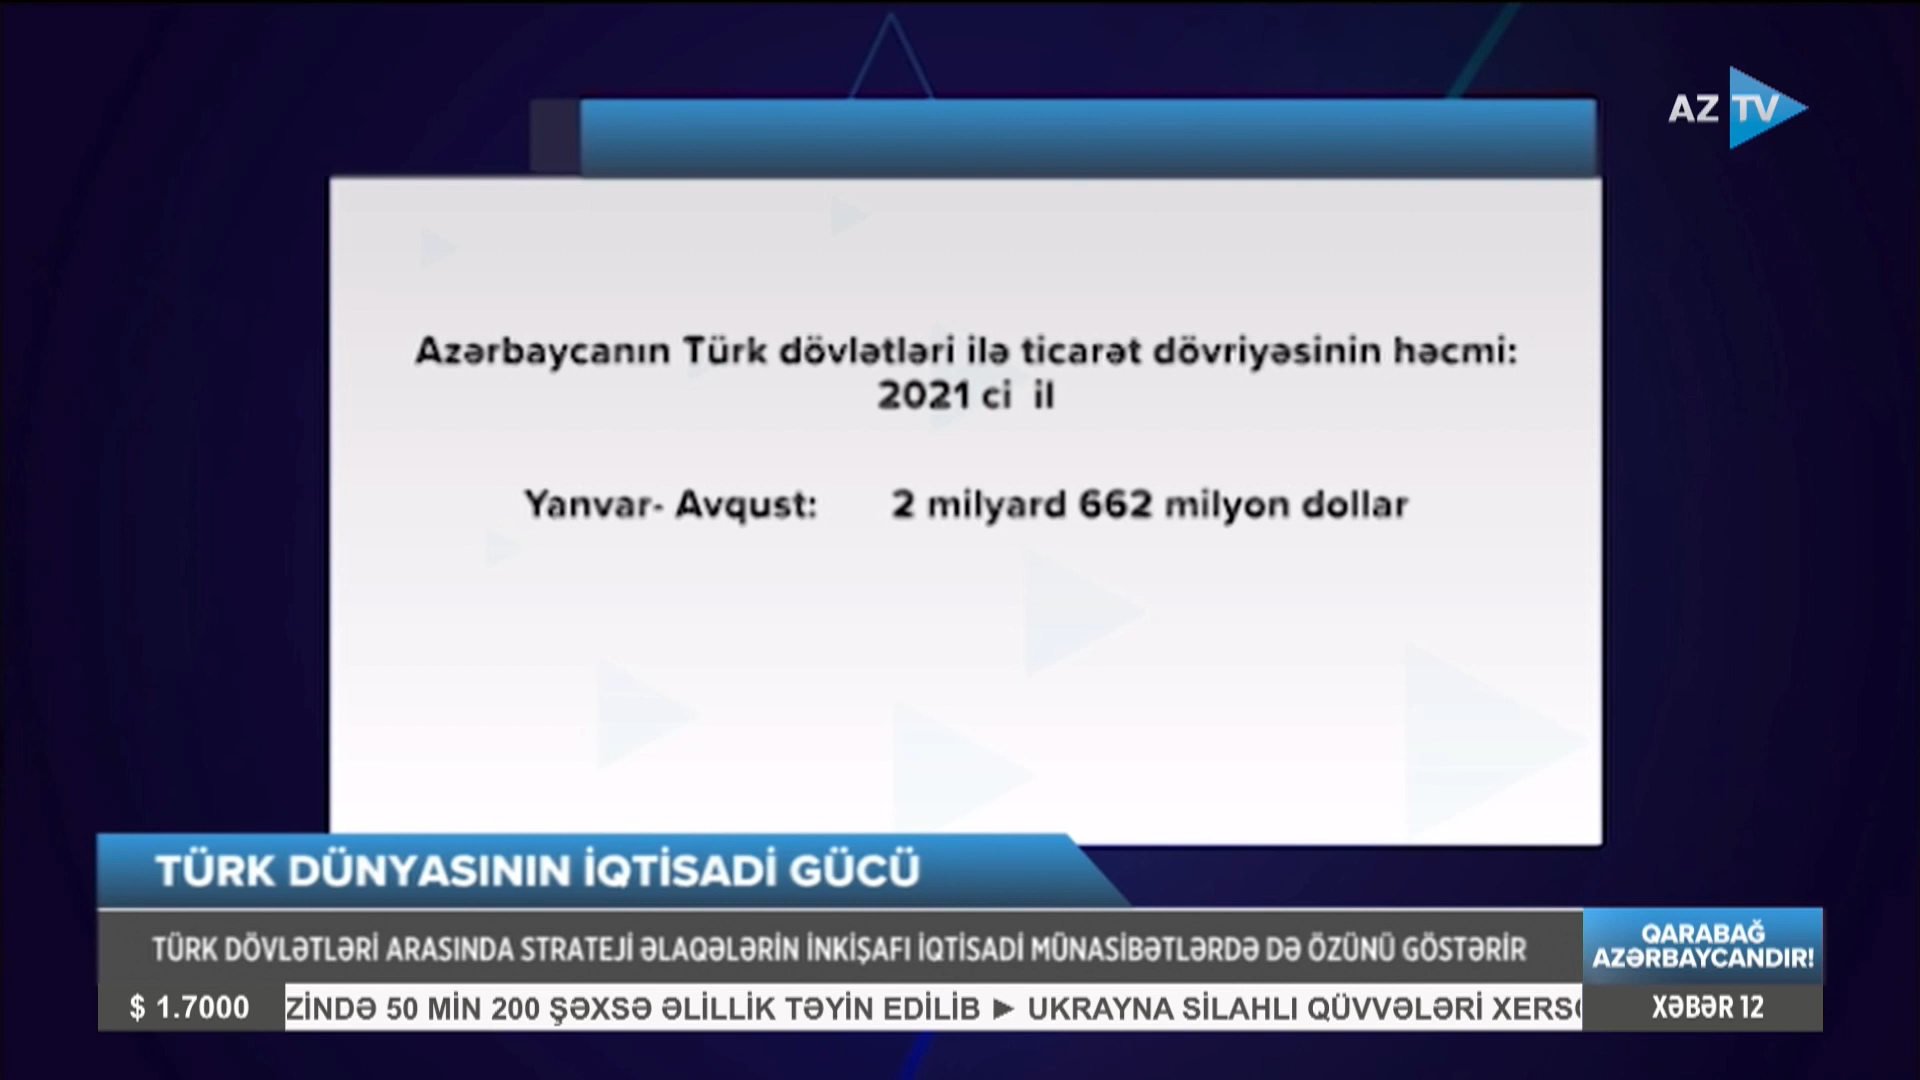 AZ TV
Azərbaycanın Türk dövlətləri ilə ticarət dövriyəsinin həcmi:
2021 ci il
Yanvar- Avqust: 2 milyard 662 milyon dollar
TÜRK DÜNYASININ İQTİSADİ GÜCÜ
TÜRK DÖVLƏTLƏRİ ARASINDA STRATEJİ ƏLAQƏLƏRİN İNKİŞAFI İQTİSADİ MÜNASİBƏTLƏRDƏ DƏ ÖZÜNÜ GÖSTƏRİR
QARABAĞ
AZƏRBAYCANDIR!
$ 1.7000
ZİNDƏ 50 MİN 200 ŞƏXSƏ ƏLİLLİK TƏYİN EDİLİB ► UKRAYNA SİLAHLI QÜVVƏLƏRİ XERS
XƏBƏR 12